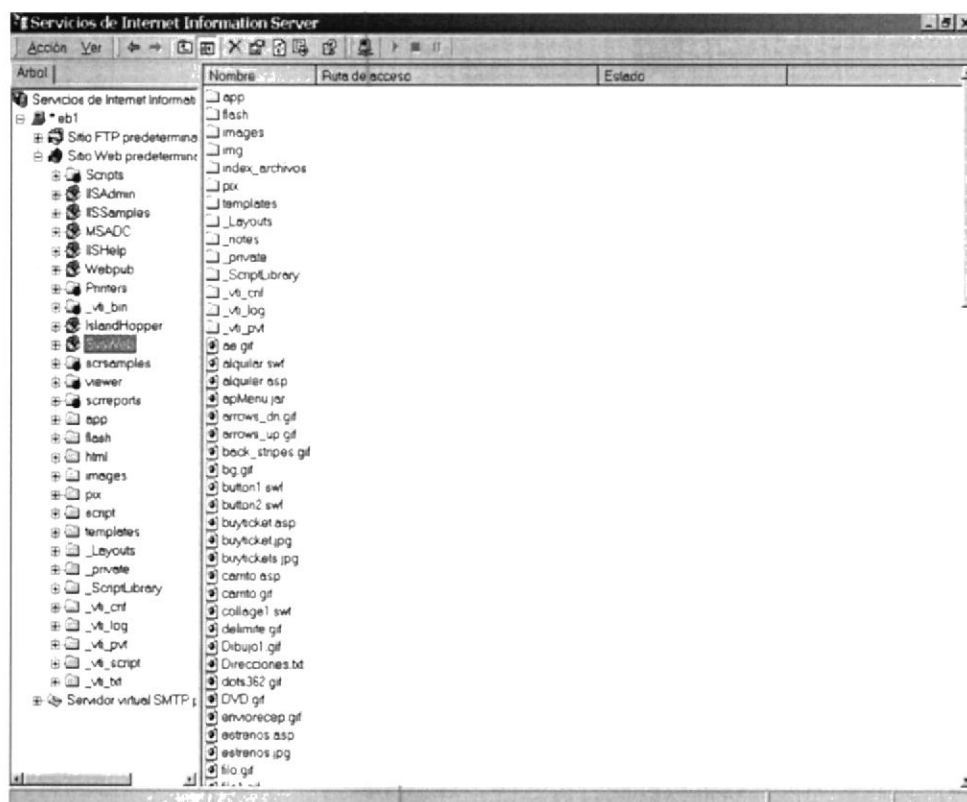 Servicios de Internet Information Server
Acción Ver
Arbol
Nombre Ruta de acceso Estado
Servicios de Internet Informati
* eb1
Sitio FTP predetermina
Sitio Web predetermina
Scripts
IISAdmin
IISSamples
MSADC
IISHelp
Webpub
Printers
_vti_bin
IslandHopper
SysWeb
scrsamples
viewer
scrreports
app
flash
html
images
pix
script
templates
_Layouts
_private
_ScriptLibrary
_vti_cnf
_vti_log
_vti_pvt
_vti_script
_vti_txt
Servidor virtual SMTP p
app
flash
images
img
index_archivos
pix
templates
_Layouts
_notes
_private
_ScriptLibrary
_vti_cnf
_vti_log
_vti_pvt
ae.gif
alquilar.swf
alquiler.asp
apMenu.jar
arrows_dn.gif
arrows_up.gif
back_stripes.gif
bg.gif
button1.swf
button2.swf
buyticket.asp
buyticket.jpg
buytickets.jpg
carrito.asp
carrito.gif
collage1.swf
delimite.gif
Dibujo1.gif
Direcciones.txt
dots362.gif
DVD.gif
enviorecep.gif
estrenos.asp
estrenos.jpg
filo.gif